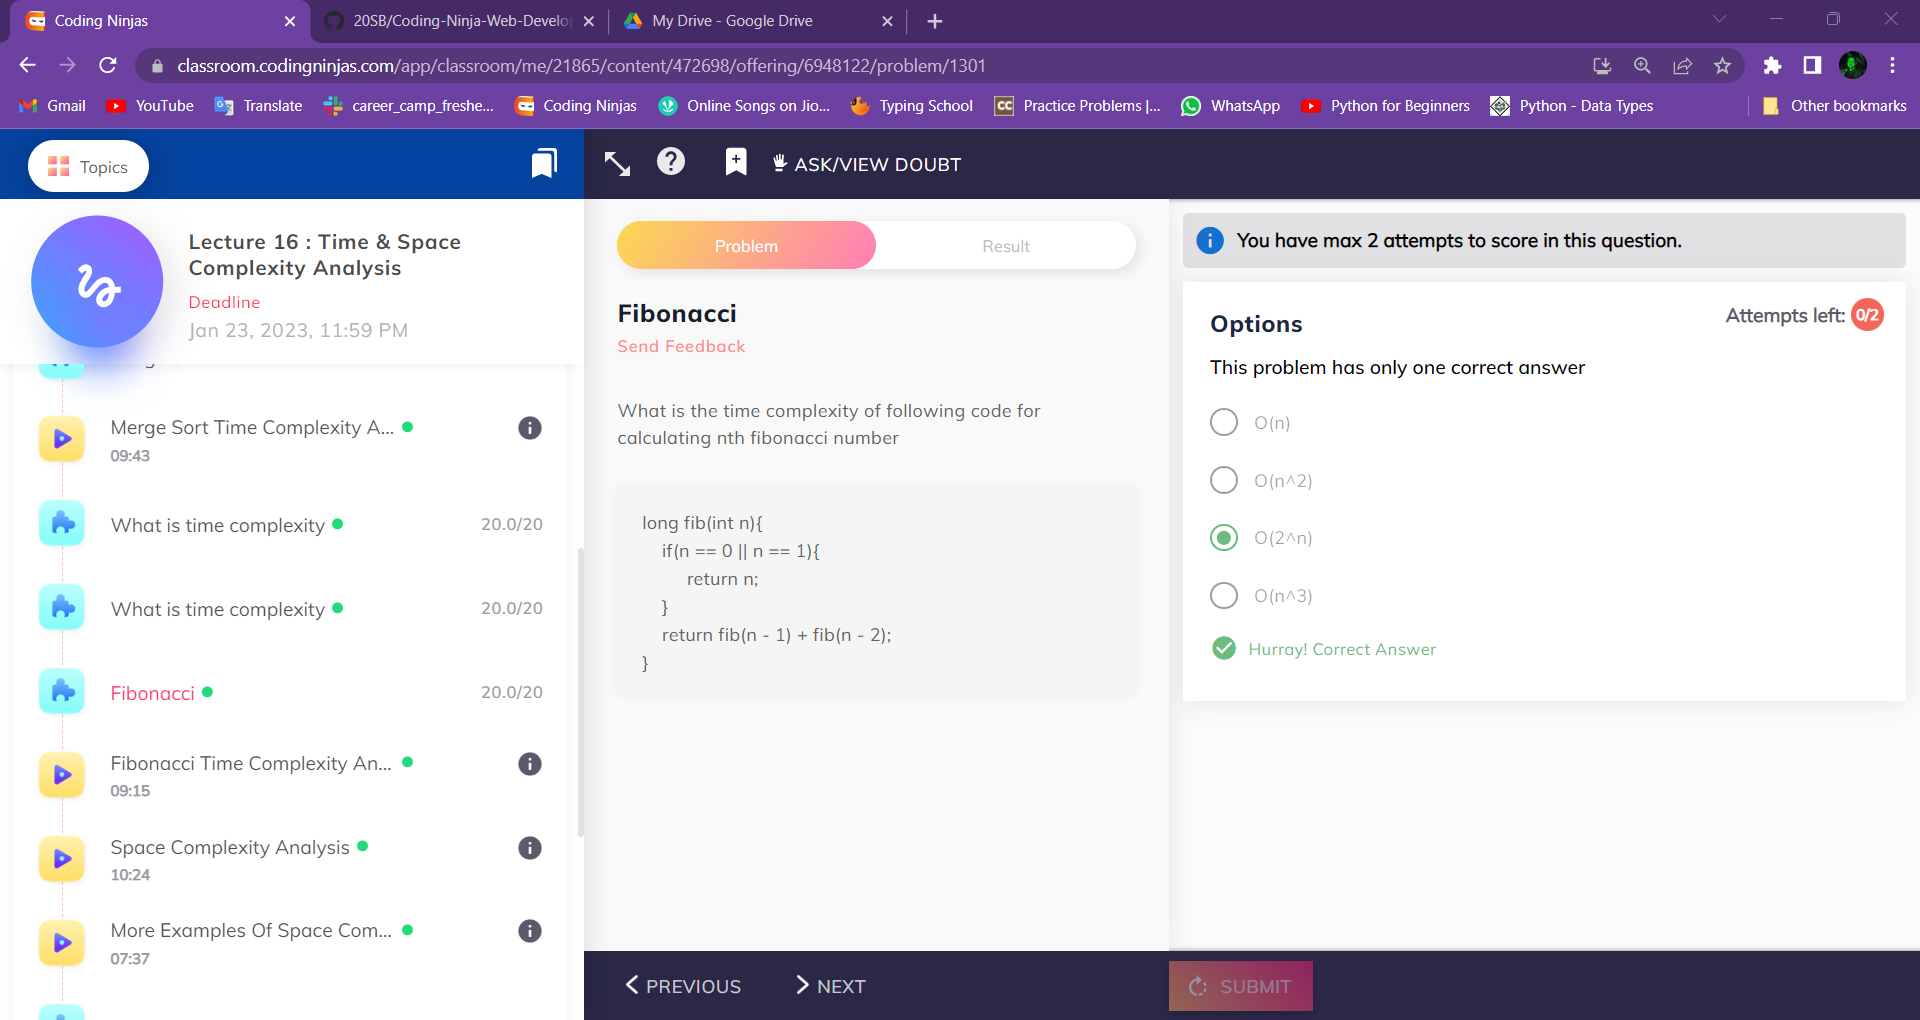 Coding Ninjas
20SB/Coding-Ninja-Web-Develop
My Drive - Google Drive
classroom.codingninjas.com/app/classroom/me/21865/content/472698/offering/6948122/problem/1301
Gmail
YouTube
Translate
career_camp_freshe...
Coding Ninjas
Online Songs on Jio...
Typing School
CC
Practice Problems |...
WhatsApp
Python for Beginners
Python - Data Types
Other bookmarks
Topics
ASK/VIEW DOUBT
Lecture 16 : Time & Space
Complexity Analysis
Deadline
Jan 23, 2023, 11:59 PM
Merge Sort Time Complexity A...
09:43
What is time complexity
20.0/20
What is time complexity
20.0/20
Fibonacci
20.0/20
Fibonacci Time Complexity An...
09:15
Space Complexity Analysis
10:24
More Examples Of Space Com...
07:37
Problem
Result
Fibonacci
Send Feedback
What is the time complexity of following code for
calculating nth fibonacci number
long fib(int n){
if(n == 0 || n == 1){
return n;
}
return fib(n - 1) + fib(n - 2);
}
PREVIOUS
NEXT
You have max 2 attempts to score in this question.
Options
Attempts left: 0/2
This problem has only one correct answer
O(n)
O(n^2)
O(2^n)
O(n^3)
Hurray! Correct Answer
SUBMIT